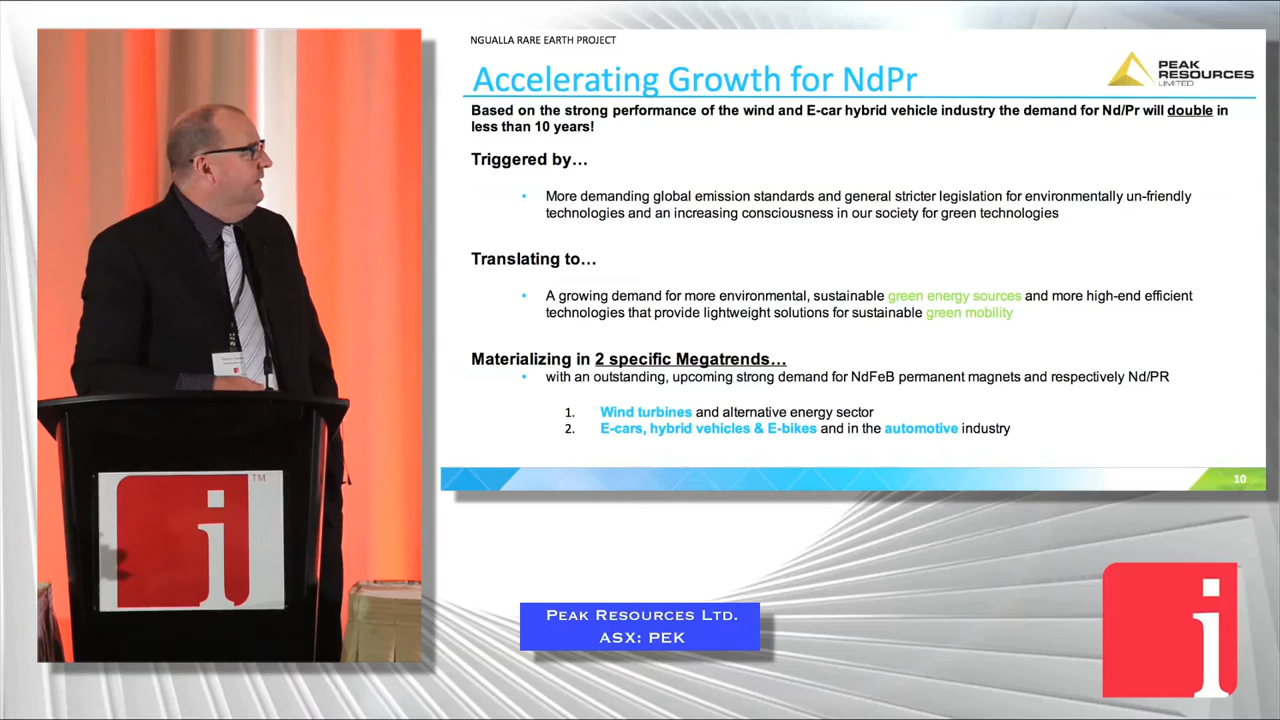 NGUALLA RARE EARTH PROJECT
Accelerating Growth for NdPr
PEAK
RESOURCES
LIMITED
Based on the strong performance of the wind and E-car hybrid vehicle industry the demand for Nd/Pr will double in
less than 10 years!
Triggered by…
• More demanding global emission standards and general stricter legislation for environmentally un-friendly
technologies and an increasing consciousness in our society for green technologies
Translating to…
• A growing demand for more environmental, sustainable green energy sources and more high-end efficient
technologies that provide lightweight solutions for sustainable green mobility
Materializing in 2 specific Megatrends…
• with an outstanding, upcoming strong demand for NdFeB permanent magnets and respectively Nd/PR
1. Wind turbines and alternative energy sector
2. E-cars, hybrid vehicles & E-bikes and in the automotive industry
10
i
TM
PEAK RESOURCES LTD.
ASX: PEK
i